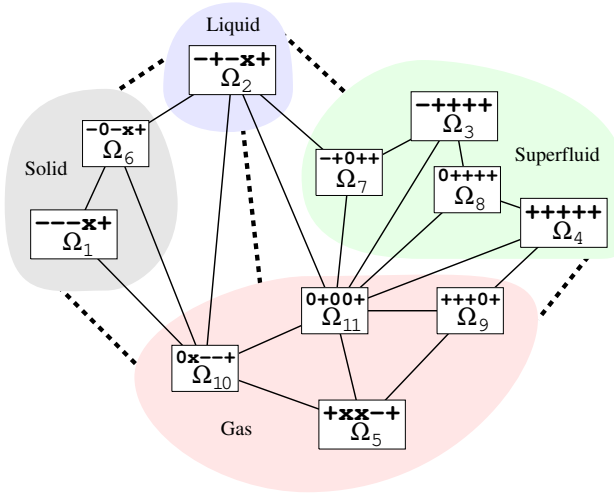 Liquid
-+-x+
Ω2
-++++
Ω3
-0-x+
Ω6
Superfluid
-+0++
Ω7
0++++
Ω8
Solid
---x+
Ω1
+++++
Ω4
0+00+
Ω11
+++0+
Ω9
0x--+
Ω10
+xx-+
Ω5
Gas